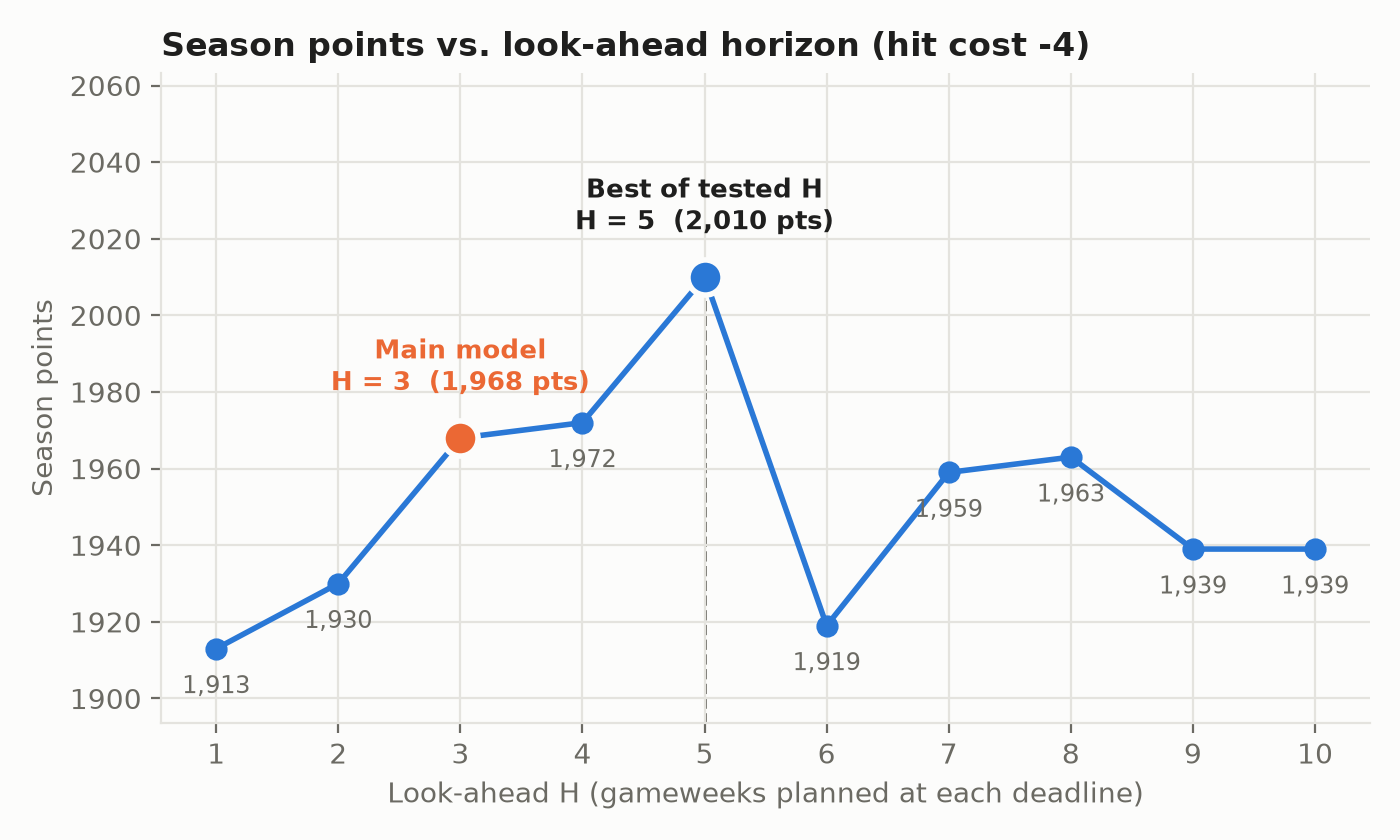 Season points vs. look-ahead horizon (hit cost -4)
Season points
2060
2040
2020
2000
1980
1960
1940
1920
1900
Best of tested H
H = 5  (2,010 pts)
Main model
H = 3  (1,968 pts)
1,913
1,930
1,972
1,919
1,959
1,963
1,939
1,939
1 2 3 4 5 6 7 8 9 10
Look-ahead H (gameweeks planned at each deadline)